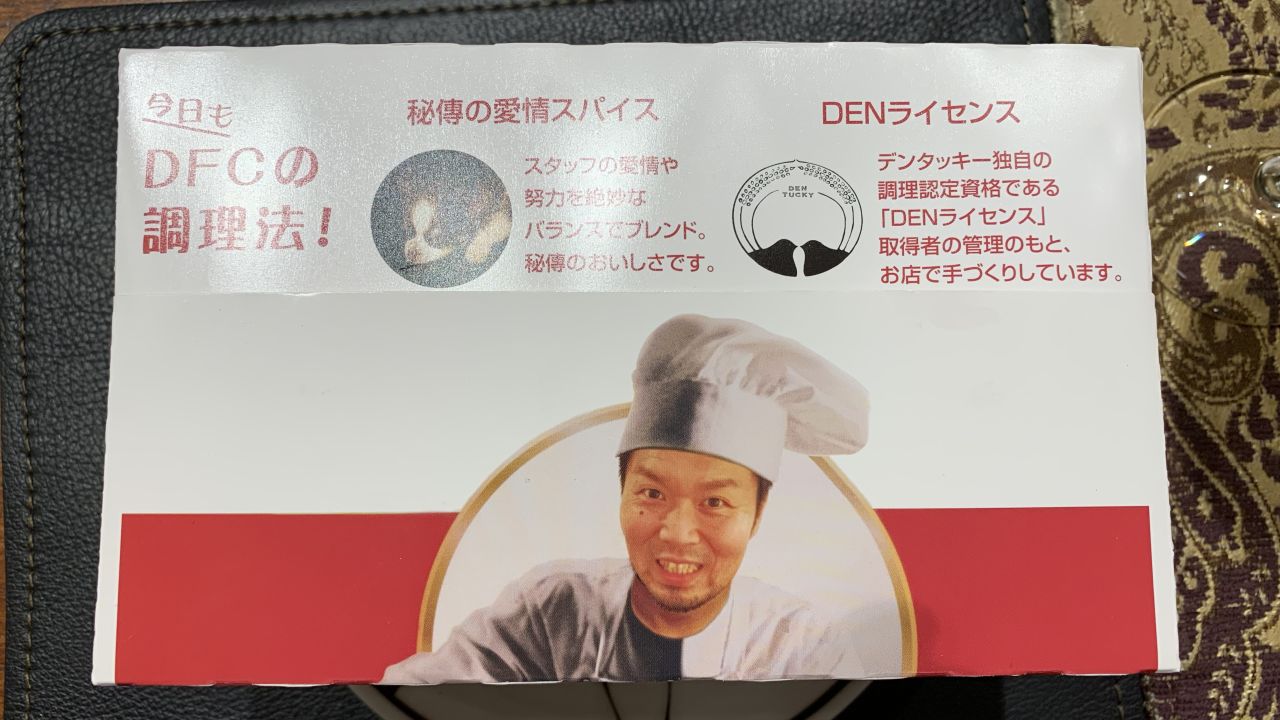 今日も
DFCの
調理法!
秘傳の愛情スパイス
スタッフの愛情や
努力を絶妙な
バランスでブレンド。
秘傳のおいしさです。
DENライセンス
DEN
TUCKY
デンタッキー独自の
調理認定資格である
「DENライセンス」
取得者の管理のもと、
お店で手づくりしています。